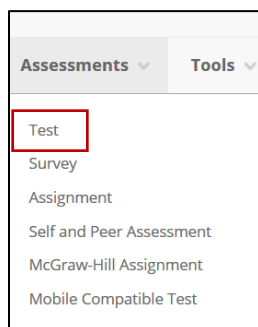 Assessments Tools
Test
Survey
Assignment
Self and Peer Assessment
McGraw-Hill Assignment
Mobile Compatible Test